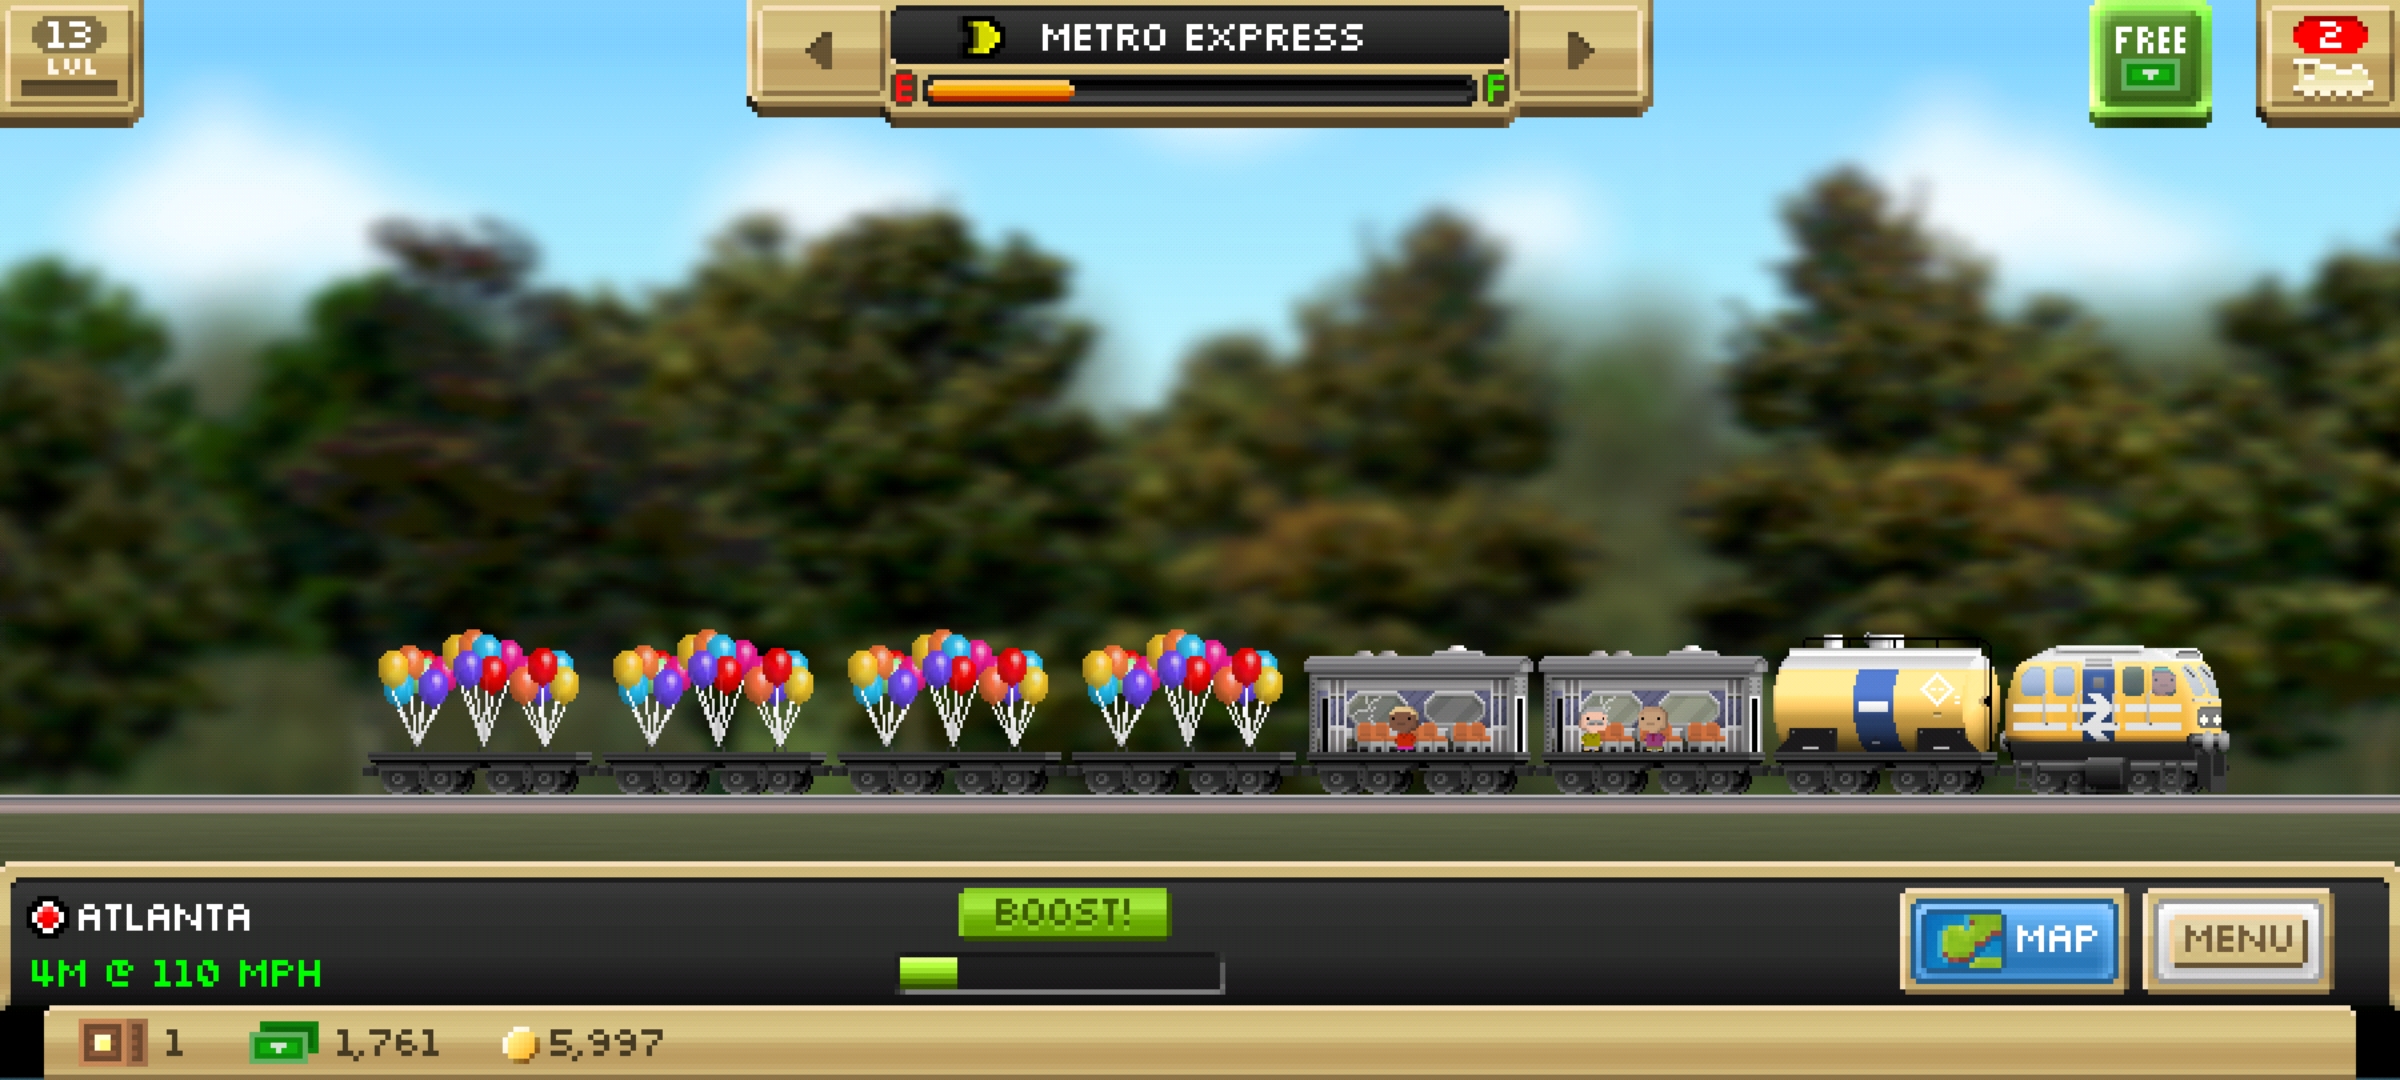 13
LVL
METRO EXPRESS
E F
FREE
2
ATLANTA
4M @ 110 MPH
BOOST!
MAP
MENU
1
1,761
5,997